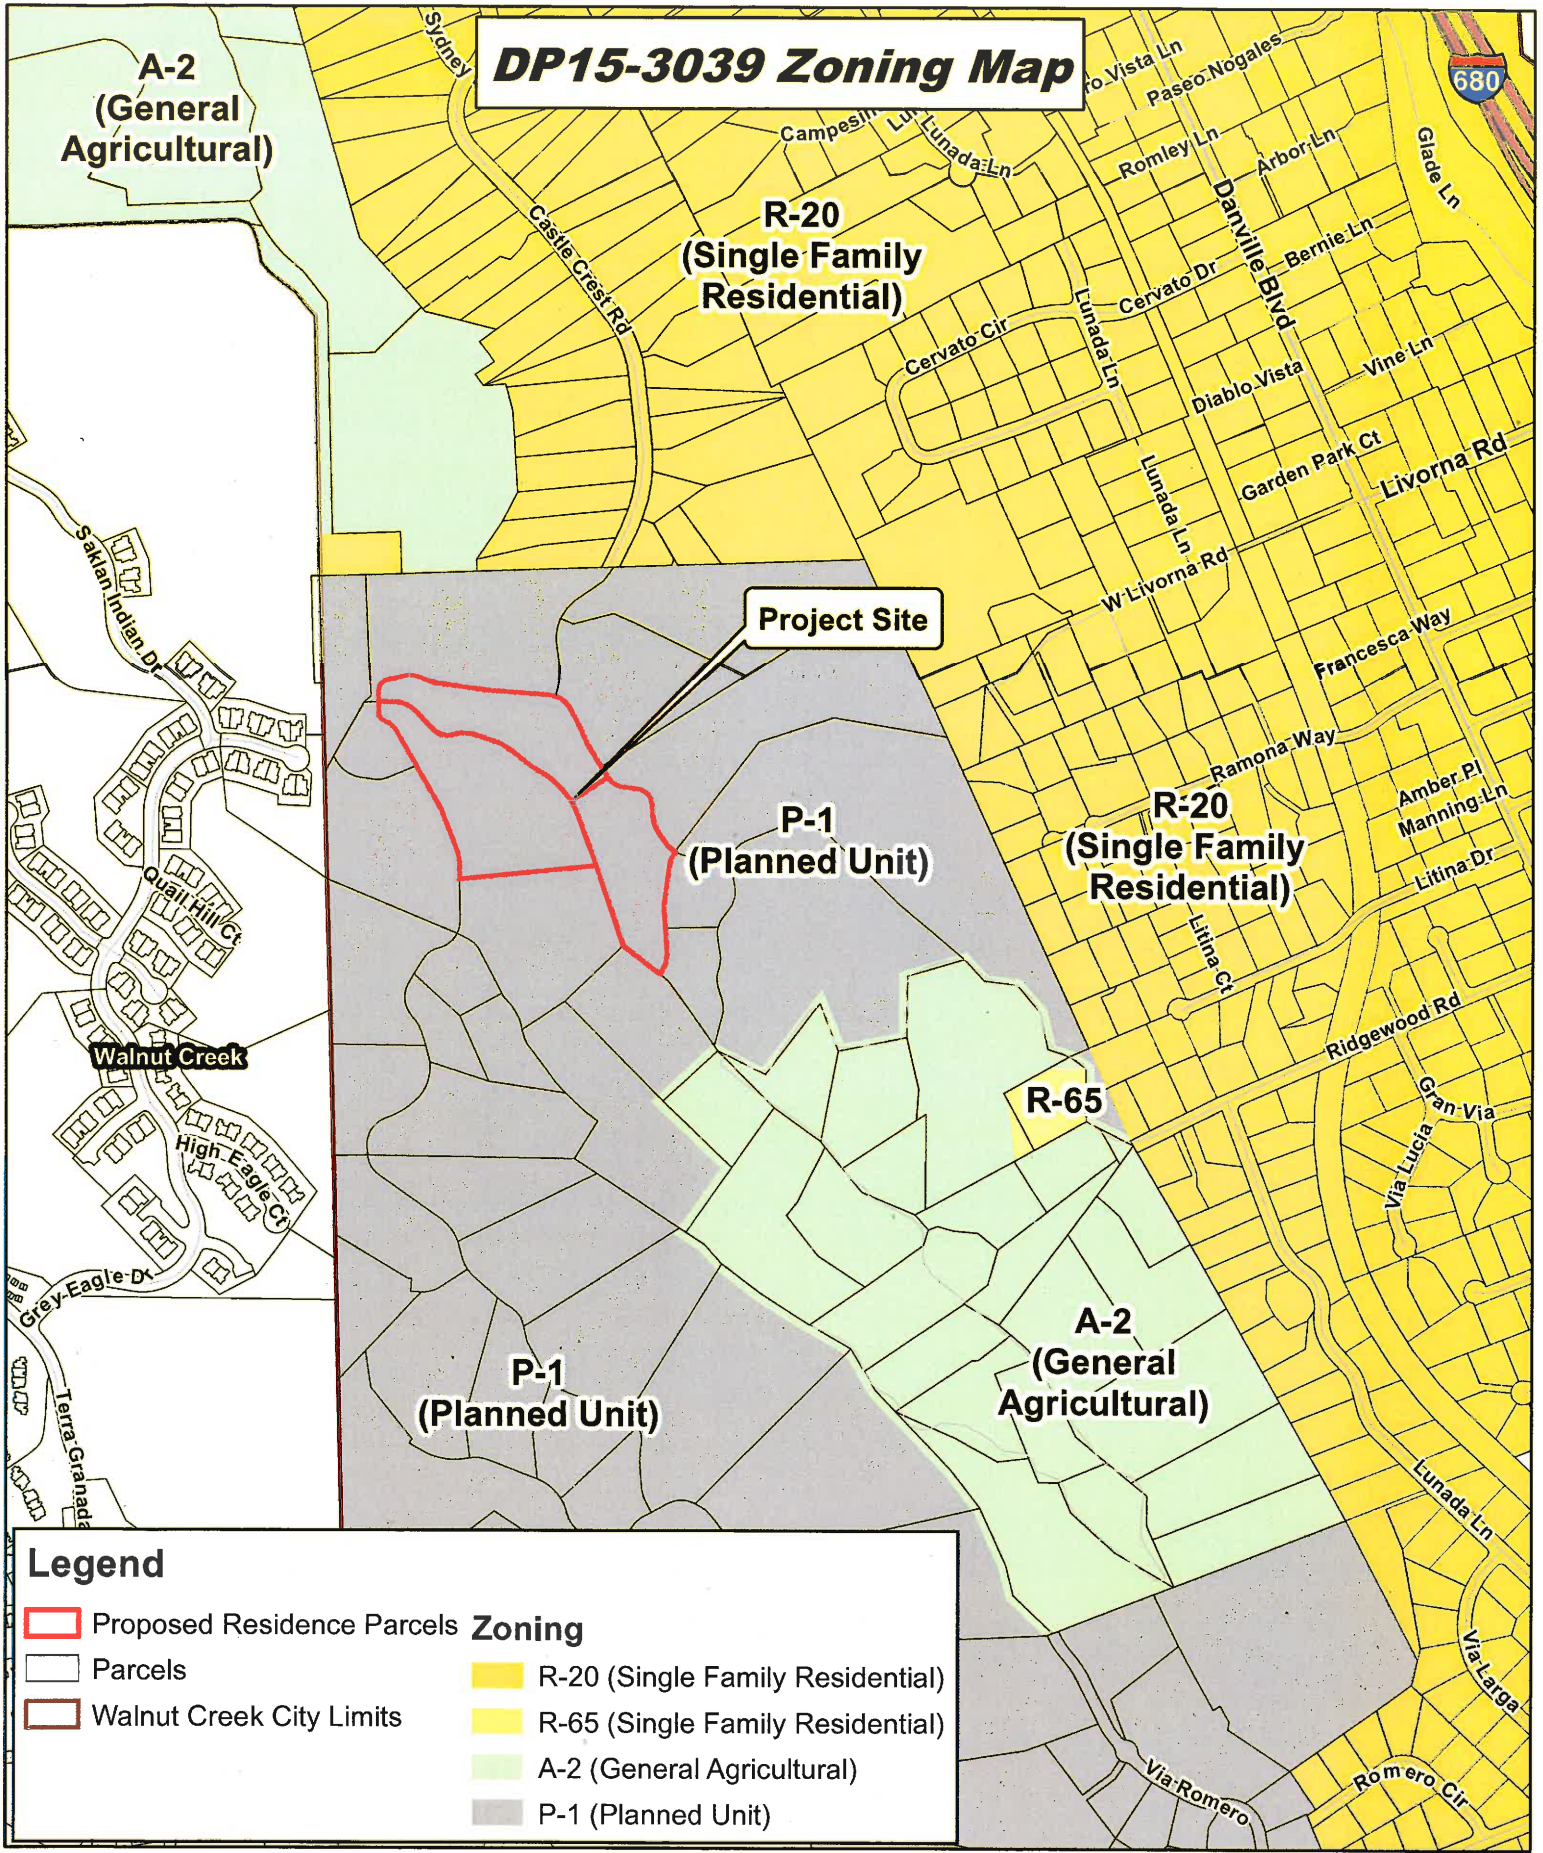 DP15-3039 Zoning Map
A-2
(General
Agricultural)
Sydney
ro Vista Ln
Paseo Nogales
680
Lunada Ln
Romley Ln
Arbor Ln
Glade Ln
Castle Crest Rd
R-20
(Single Family
Residential)
Danville Blvd
Bernie Ln
Cervato Dr
Cervato Cir
Lunada Ln
Vine Ln
Diablo Vista
Garden Park Ct
Livorna Rd
Lunada Ln
W Livorna Rd
Saklan Indian Dr
Project Site
Francesca Way
Ramona Way
P-1
(Planned Unit)
R-20
(Single Family
Residential)
Amber Pl
Manning Ln
Litina Dr
Quail Hill Ct
Litina Ct
Ridgewood Rd
Walnut Creek
R-65
Gran Via
Via Lucia
High Eagle Ct
Grey Eagle Dr
A-2
(General
Agricultural)
P-1
(Planned Unit)
Terra Granada
Lunada Ln
Via Larga
Via Romero
Romero Cir
Legend
Proposed Residence Parcels
Parcels
Walnut Creek City Limits
Zoning
R-20 (Single Family Residential)
R-65 (Single Family Residential)
A-2 (General Agricultural)
P-1 (Planned Unit)